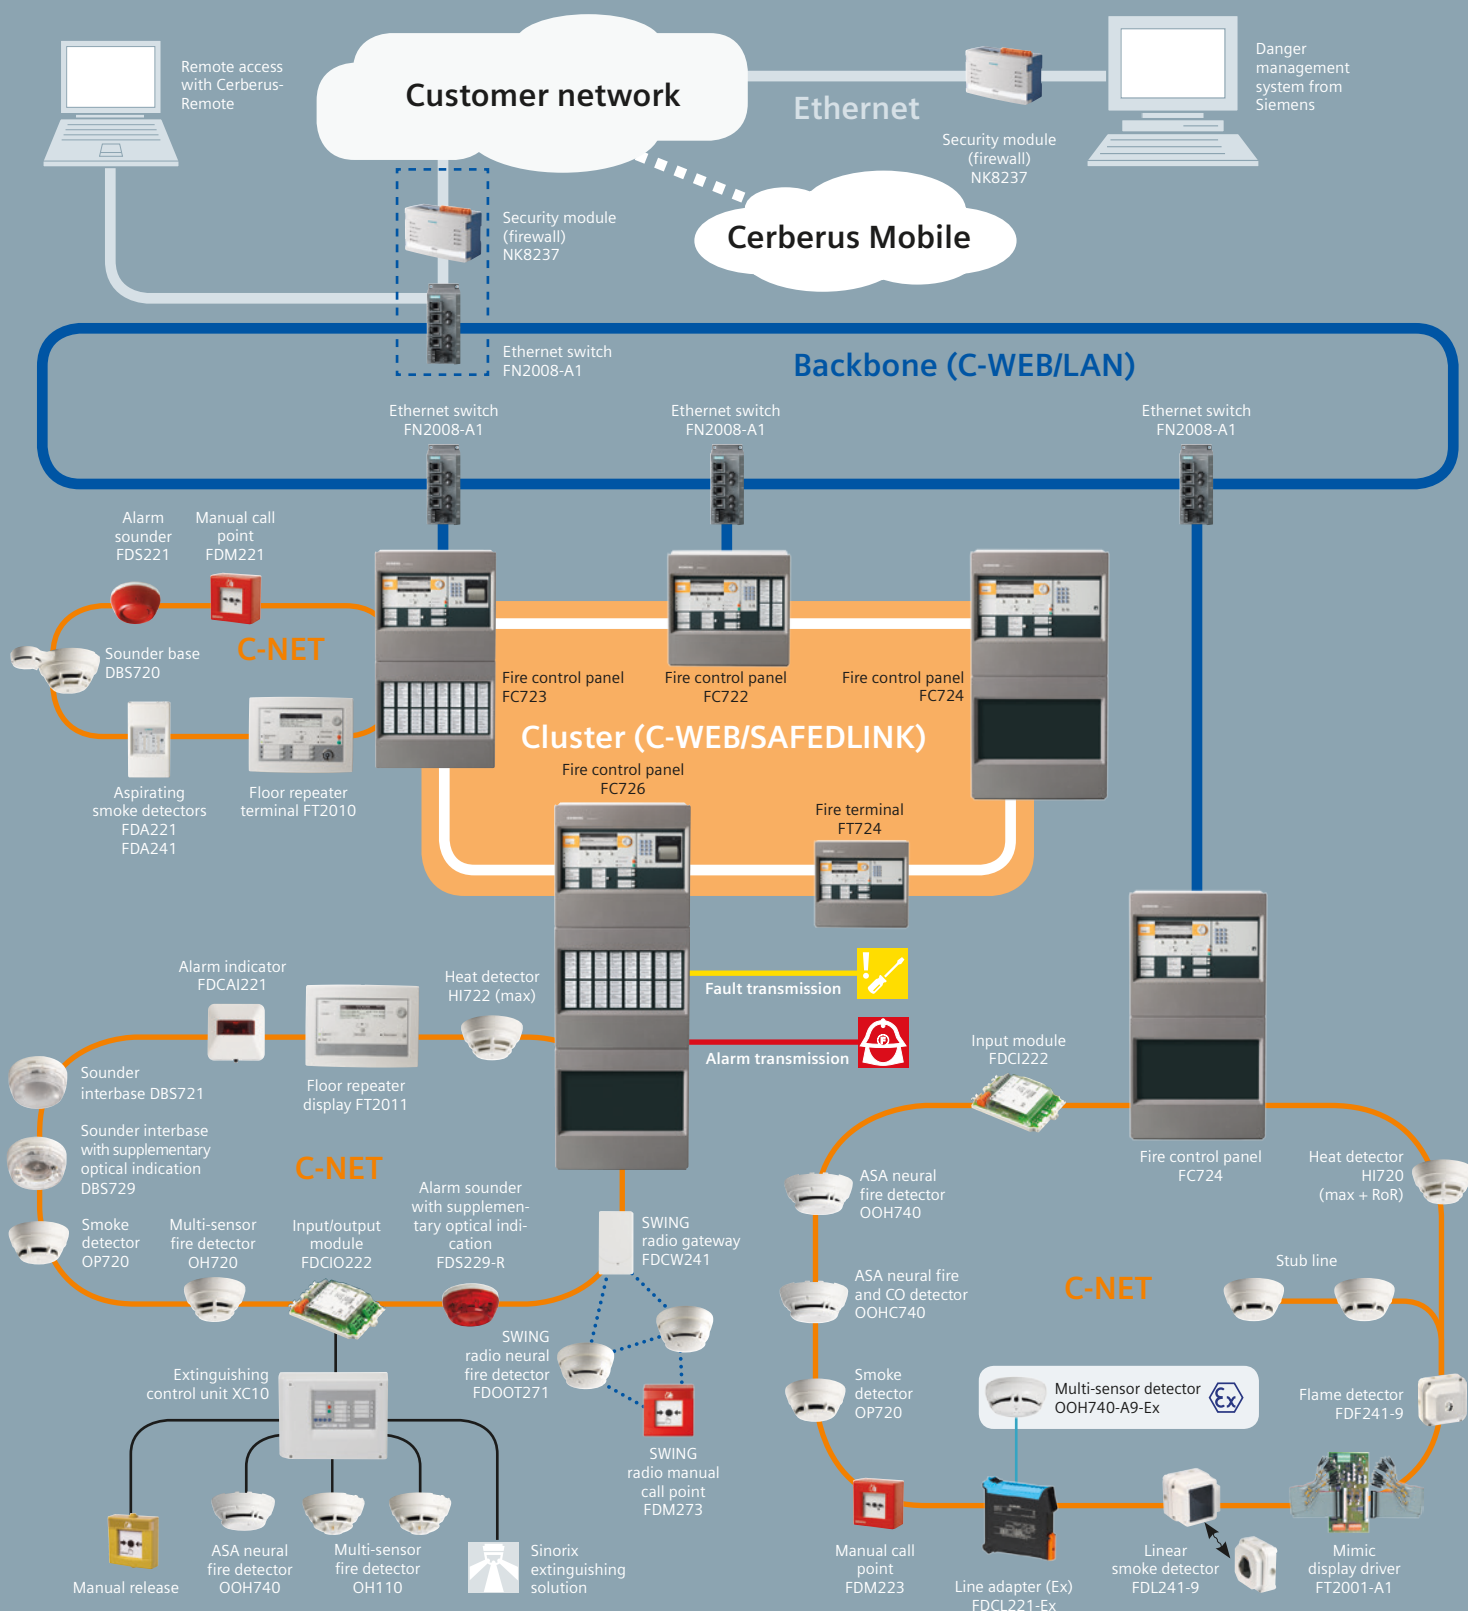 Remote access
with Cerberus-
Remote
Customer network
Ethernet
Security module
(firewall)
NK8237
Danger
management
system from
Siemens
Security module
(firewall)
NK8237
Cerberus Mobile
Ethernet switch
FN2008-A1
Backbone (C-WEB/LAN)
Ethernet switch
FN2008-A1
Ethernet switch
FN2008-A1
Ethernet switch
FN2008-A1
Alarm
sounder
FDS221
Manual call
point
FDM221
C-NET
Sounder base
DBS720
Aspirating
smoke detectors
FDA221
FDA241
Floor repeater
terminal FT2010
Fire control panel
FC723
Fire control panel
FC722
Fire control panel
FC724
Cluster (C-WEB/SAFEDLINK)
Fire control panel
FC726
Fire terminal
FT724
Fault transmission
Alarm transmission
Alarm indicator
FDCAI221
Heat detector
HI722 (max)
Floor repeater
display FT2011
Sounder
interbase DBS721
Sounder interbase
with supplementary
optical indication
DBS729
C-NET
Smoke
detector
OP720
Multi-sensor
fire detector
OH720
Input/output
module
FDCIO222
Alarm sounder
with supplemen-
tary optical indi-
cation
FDS229-R
SWING
radio gateway
FDCW241
SWING
radio neural
fire detector
FDOOT271
SWING
radio manual
call point
FDM273
Extinguishing
control unit XC10
Manual release
ASA neural
fire detector
OOH740
Multi-sensor
fire detector
OH110
Sinorix
extinguishing
solution
Input module
FDCI222
Fire control panel
FC724
Heat detector
HI720
(max + RoR)
ASA neural
fire detector
OOH740
ASA neural fire
and CO detector
OOHC740
C-NET
Stub line
Smoke
detector
OP720
Multi-sensor detector
OOH740-A9-Ex
Ex
Flame detector
FDF241-9
Manual call
point
FDM223
Line adapter (Ex)
FDCL221-Ex
Linear
smoke detector
FDL241-9
Mimic
display driver
FT2001-A1